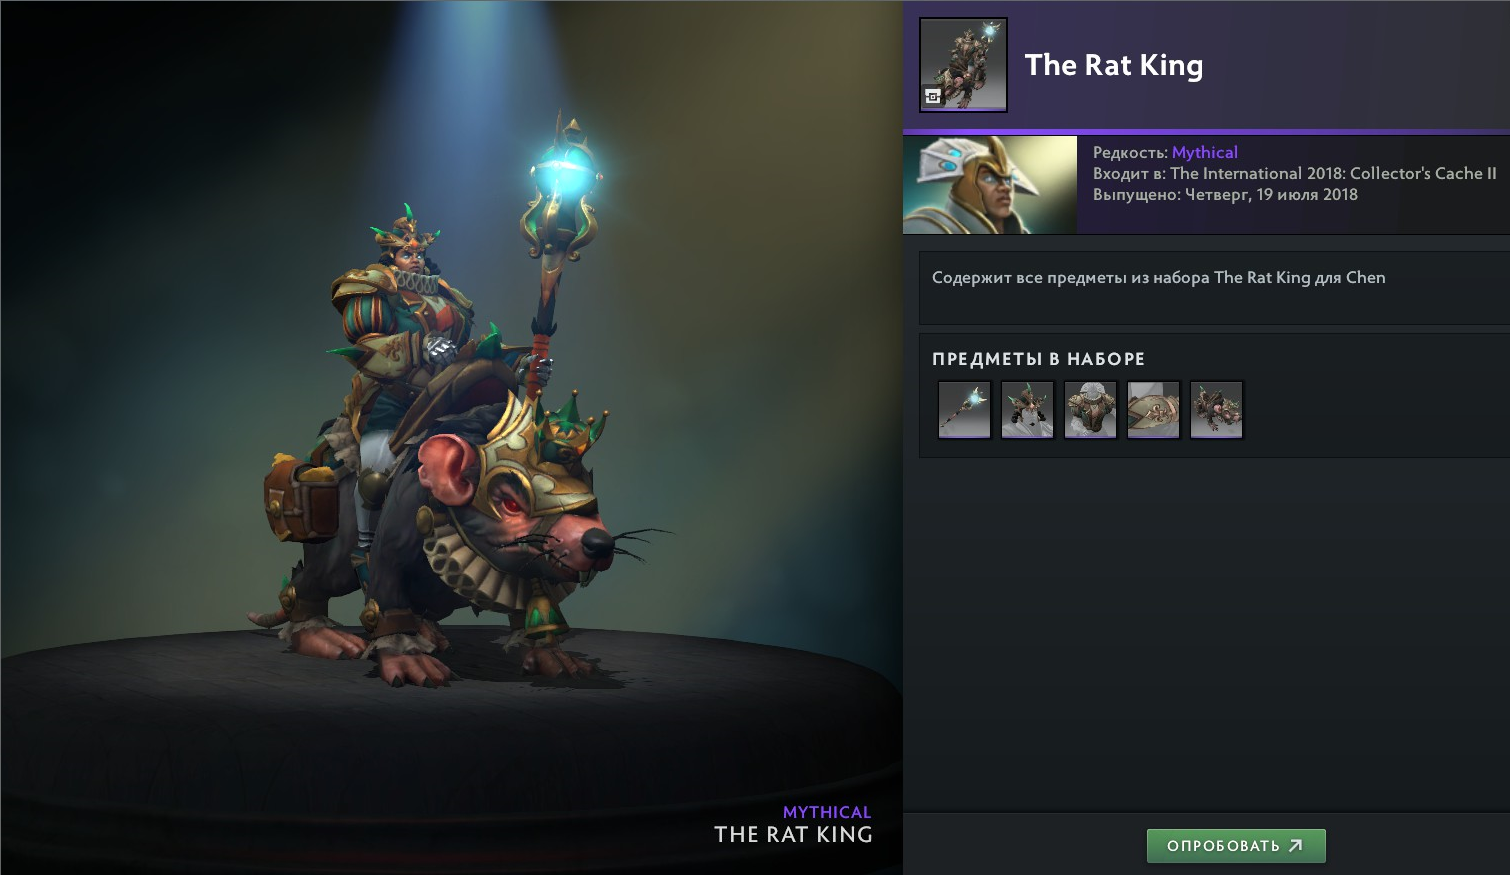 The Rat King
Редкость: Mythical
Входит в: The International 2018: Collector's Cache II
Выпущено: Четверг, 19 июля 2018
Содержит все предметы из набора The Rat King для Chen
ПРЕДМЕТЫ В НАБОРЕ
MYTHICAL
THE RAT KING
ОПРОБОВАТЬ